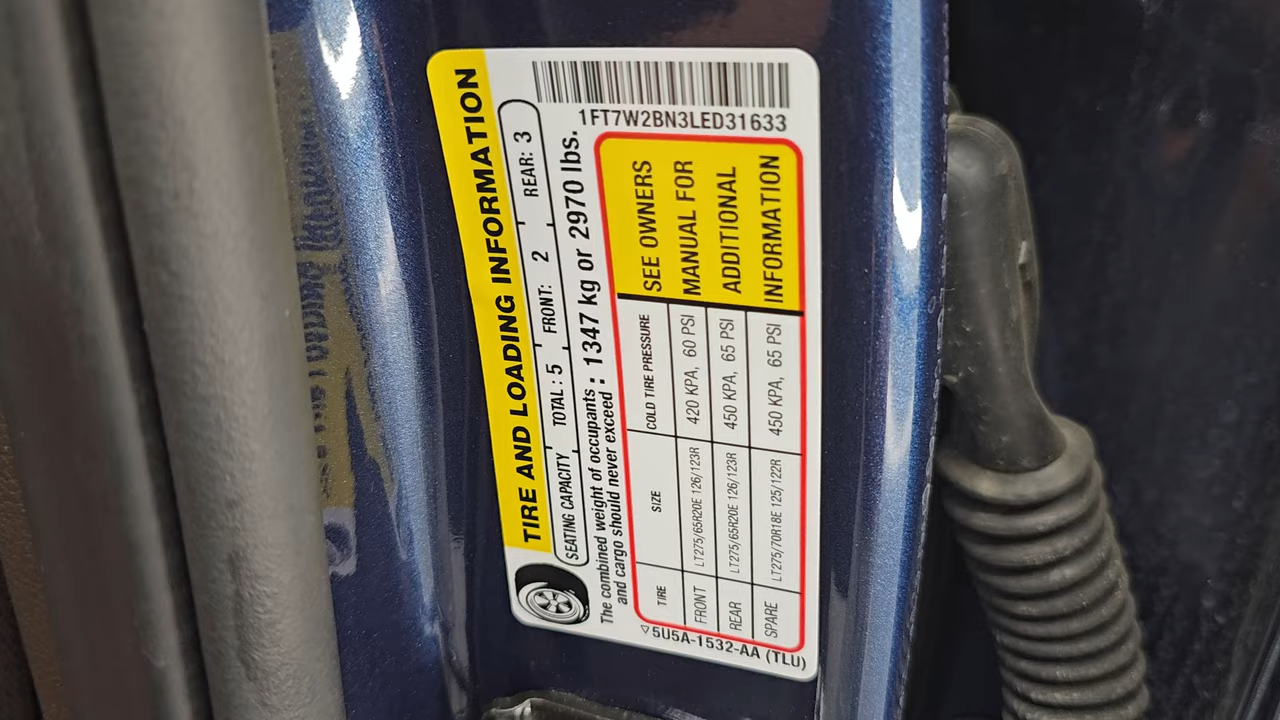 TIRE AND LOADING INFORMATION
SEATING CAPACITY TOTAL: 5 FRONT: 2 REAR: 3
The combined weight of occupants and cargo should never exceed : 1347 kg or 2970 lbs.
TIRE SIZE COLD TIRE PRESSURE
FRONT LT275/65R20E 126/123R 420 KPA, 60 PSI
REAR LT275/65R20E 126/123R 450 KPA, 65 PSI
SPARE LT275/70R18E 125/122R 450 KPA, 65 PSI
SEE OWNERS
MANUAL FOR
ADDITIONAL
INFORMATION
5U5A-1532-AA (TLU)
1FT7W2BN3LED31633